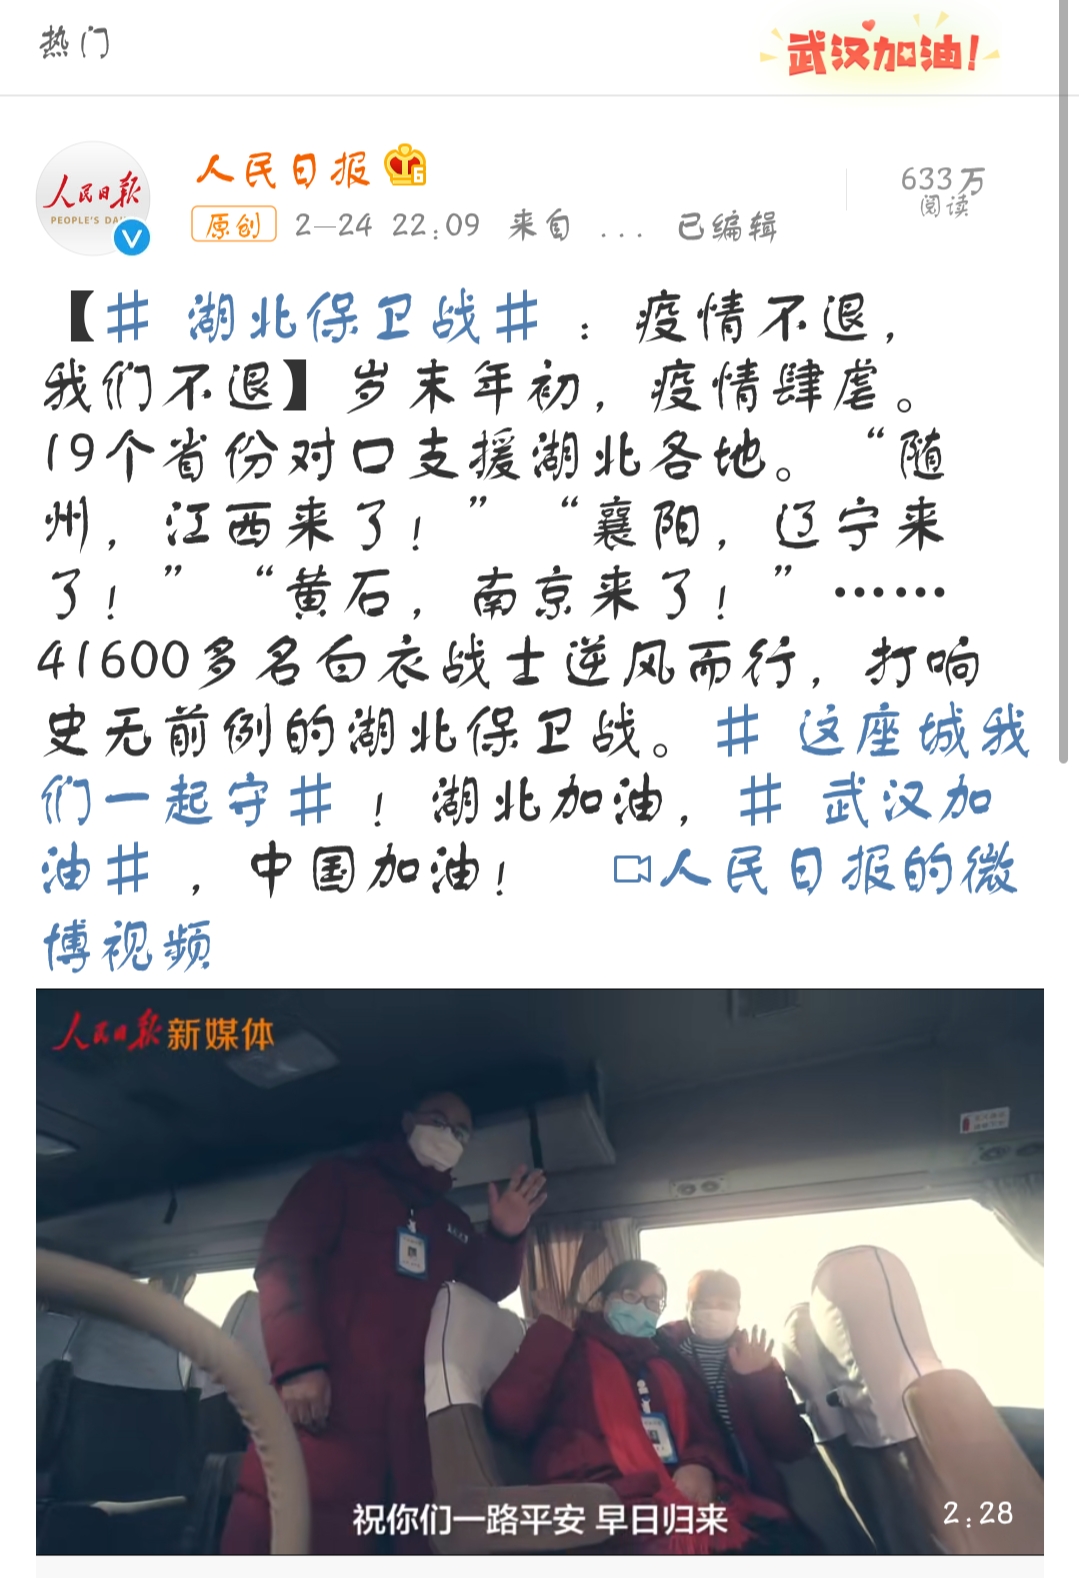 热门
武汉加油!
人民日报
PEOPLE'S DA
人民日报
6
633万
阅读
原创 2-24 22:09 来自 ... 已编辑
【# 湖北保卫战#：疫情不退，
我们不退】岁末年初，疫情肆虐。
19个省份对口支援湖北各地。“随
州，江西来了！”“襄阳，辽宁来
了！”“黄石，南京来了！”……
41600多名白衣战士逆风而行，打响
史无前例的湖北保卫战。# 这座城我
们一起守#！湖北加油，# 武汉加
油#，中国加油！ 人民日报的微
博视频
人民日报 新媒体
祝你们一路平安 早日归来
2:28